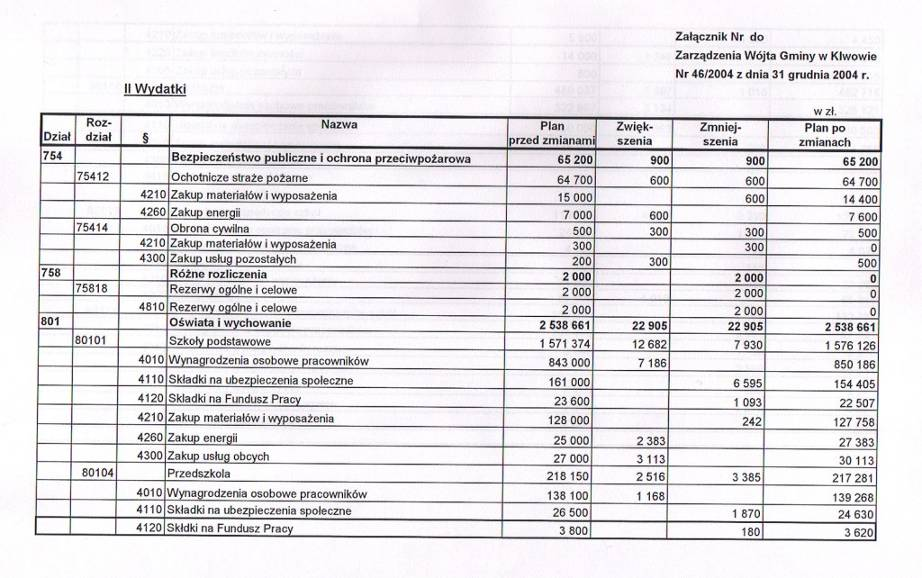 Załącznik Nr do
Zarządzenia Wójta Gminy w Klwowie
Nr 46/2004 z dnia 31 grudnia 2004 r.
II Wydatki
w zł.
Dział Roz-dział § Nazwa Plan przed zmianami Zwięk-szenia Zmniej-szenia Plan po zmianach
754 Bezpieczeństwo publiczne i ochrona przeciwpożarowa 65 200 900 900 65 200
75412 Ochotnicze straże pożarne 64 700 600 600 64 700
4210 Zakup materiałów i wyposażenia 15 000 600 14 400
4260 Zakup energii 7 000 600 7 600
75414 Obrona cywilna 500 300 300 500
4210 Zakup materiałów i wyposażenia 300 300 0
4300 Zakup usług pozostałych 200 300 500
758 Różne rozliczenia 2 000 2 000 0
75818 Rezerwy ogólne i celowe 2 000 2 000 0
4810 Rezerwy ogólne i celowe 2 000 2 000 0
801 Oświata i wychowanie 2 538 661 22 905 22 905 2 538 661
80101 Szkoły podstawowe 1 571 374 12 682 7 930 1 576 126
4010 Wynagrodzenia osobowe pracowników 843 000 7 186 850 186
4110 Składki na ubezpieczenia społeczne 161 000 6 595 154 405
4120 Skladki na Fundusz Pracy 23 600 1 093 22 507
4210 Zakup materiałów i wyposażenia 128 000 242 127 758
4260 Zakup energii 25 000 2 383 27 383
4300 Zakup usług obcych 27 000 3 113 30 113
80104 Przedszkola 218 150 2 516 3 385 217 281
4010 Wynagrodzenia osobowe pracowników 138 100 1 168 139 268
4110 Składki na ubezpieczenia społeczne 26 500 1 870 24 630
4120 Skłdki na Fundusz Pracy 3 800 180 3 620